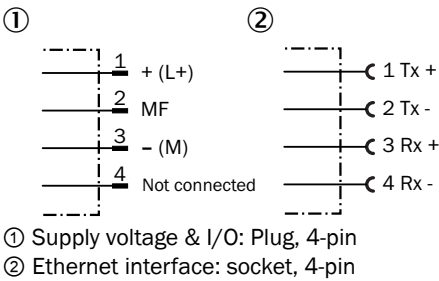 ① ②
1 + (L+)
2 MF
3 – (M)
4 Not connected
1 Tx +
2 Tx -
3 Rx +
4 Rx -
① Supply voltage & I/O: Plug, 4-pin
② Ethernet interface: socket, 4-pin